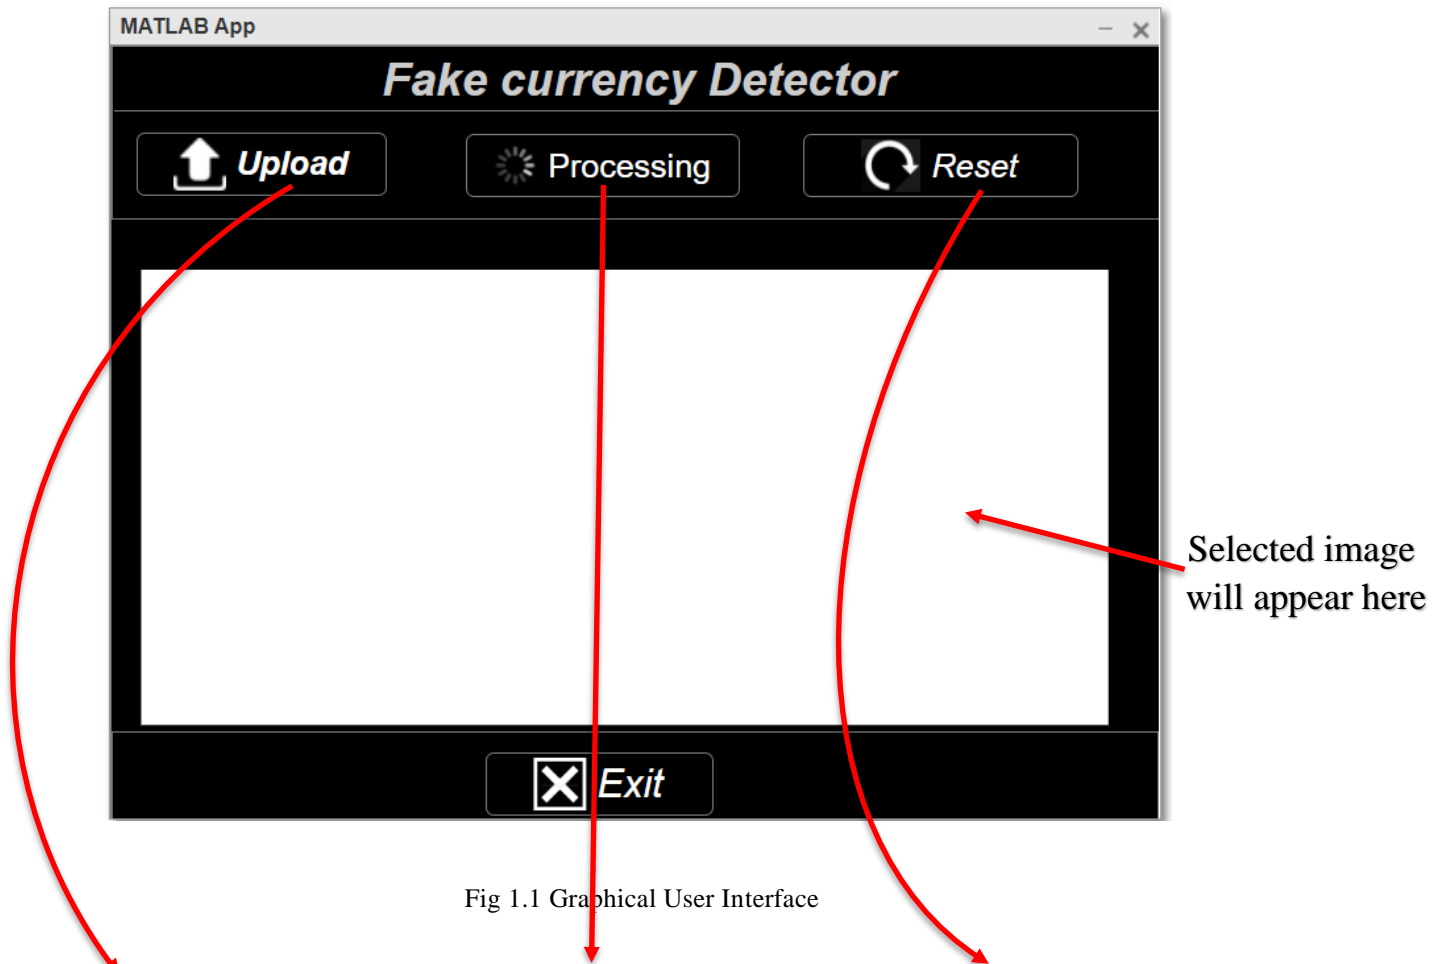 MATLAB App
Fake currency Detector
Upload
Processing
Reset
Selected image
will appear here
Exit
Fig 1.1 Graphical User Interface